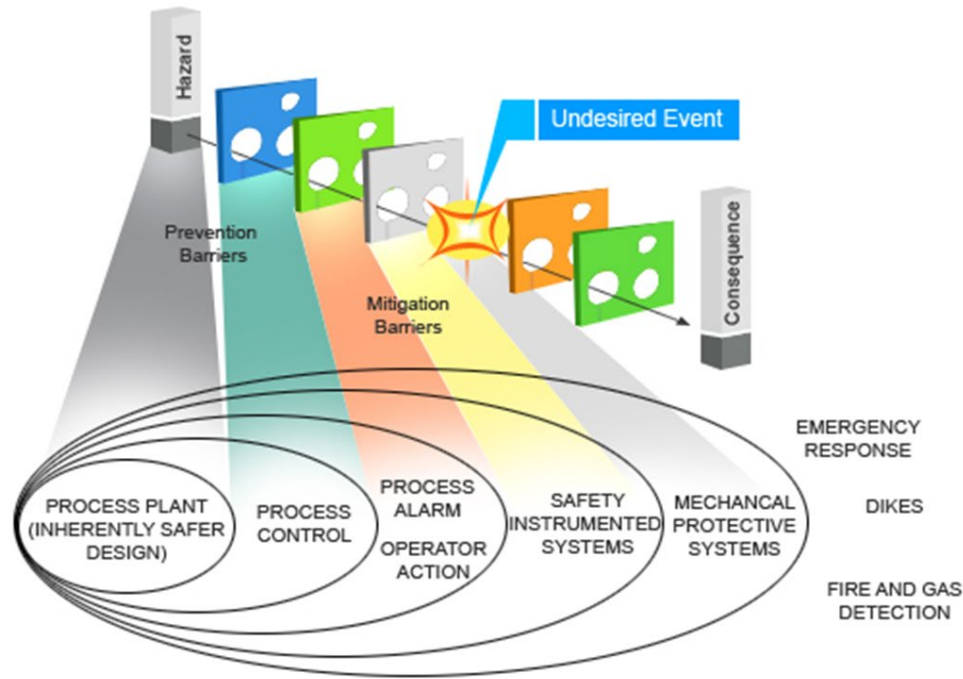 Hazard
Undesired Event
Prevention
Barriers
Mitigation
Barriers
Consequence
EMERGENCY
RESPONSE
PROCESS PLANT
(INHERENTLY SAFER
DESIGN)
PROCESS
CONTROL
PROCESS
ALARM
OPERATOR
ACTION
SAFETY
INSTRUMENTED
SYSTEMS
MECHANCAL
PROTECTIVE
SYSTEMS
DIKES
FIRE AND GAS
DETECTION